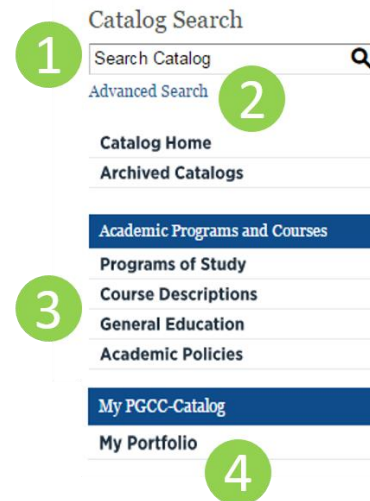 Catalog Search
1
Search Catalog
Advanced Search
2
Catalog Home
Archived Catalogs
Academic Programs and Courses
Programs of Study
3
Course Descriptions
General Education
Academic Policies
My PGCC-Catalog
My Portfolio
4